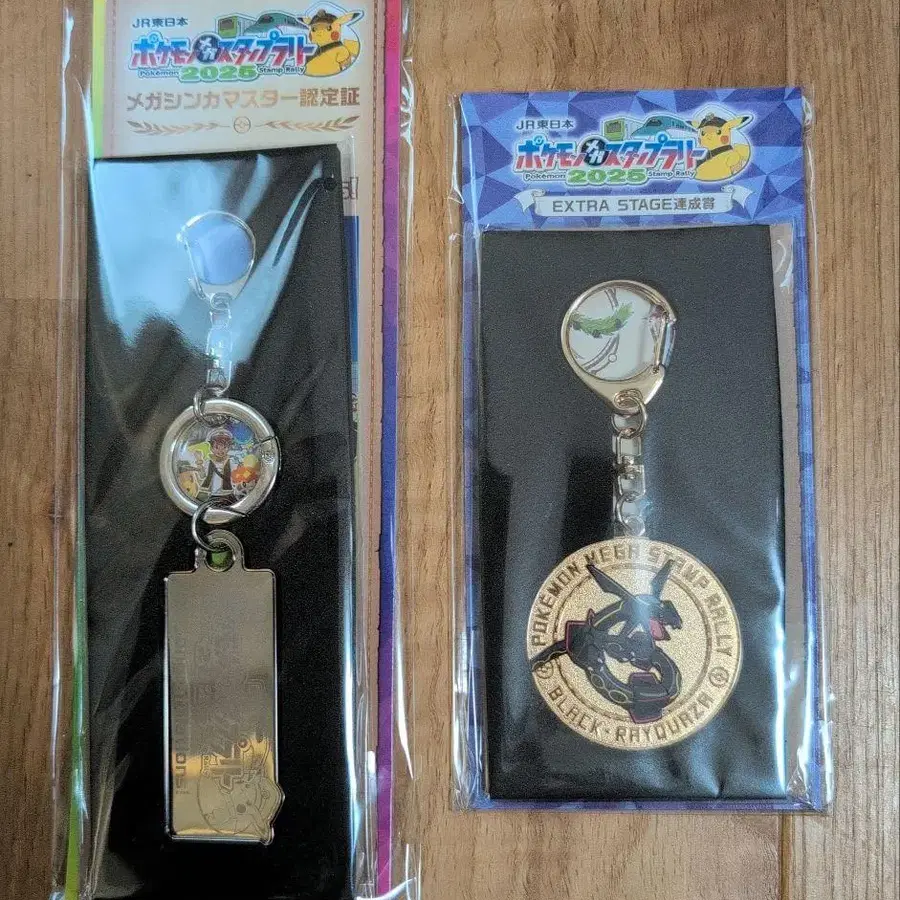 JR東日本
ポケモンメガスタンプラリー
Pokémon 2025 Stamp Rally
メガシンカマスター認定証
JR東日本
ポケモンメガスタンプラリー
Pokémon 2025 Stamp Rally
EXTRA STAGE達成賞
POKÉMON MEGA STAMP RALLY
BLACK・RAYQUAZA